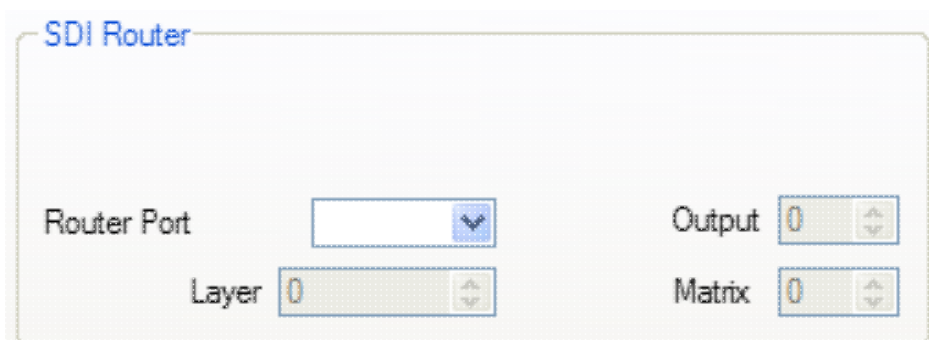 SDI Router
Router Port Output 0
Layer 0 Matrix 0